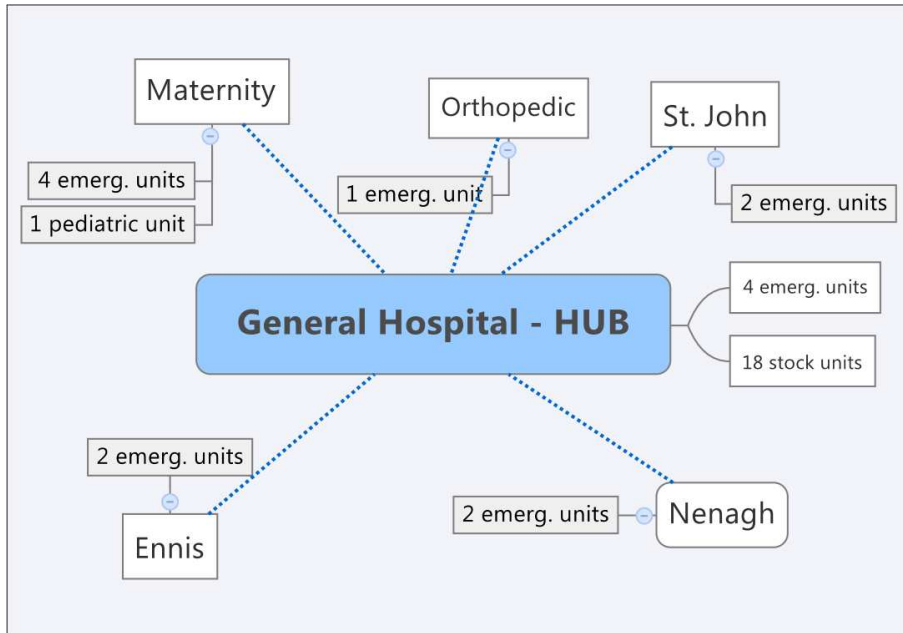 Maternity
4 emerg. units
1 pediatric unit
Orthopedic
1 emerg. unit
St. John
2 emerg. units
General Hospital - HUB
4 emerg. units
18 stock units
2 emerg. units
Ennis
2 emerg. units
Nenagh